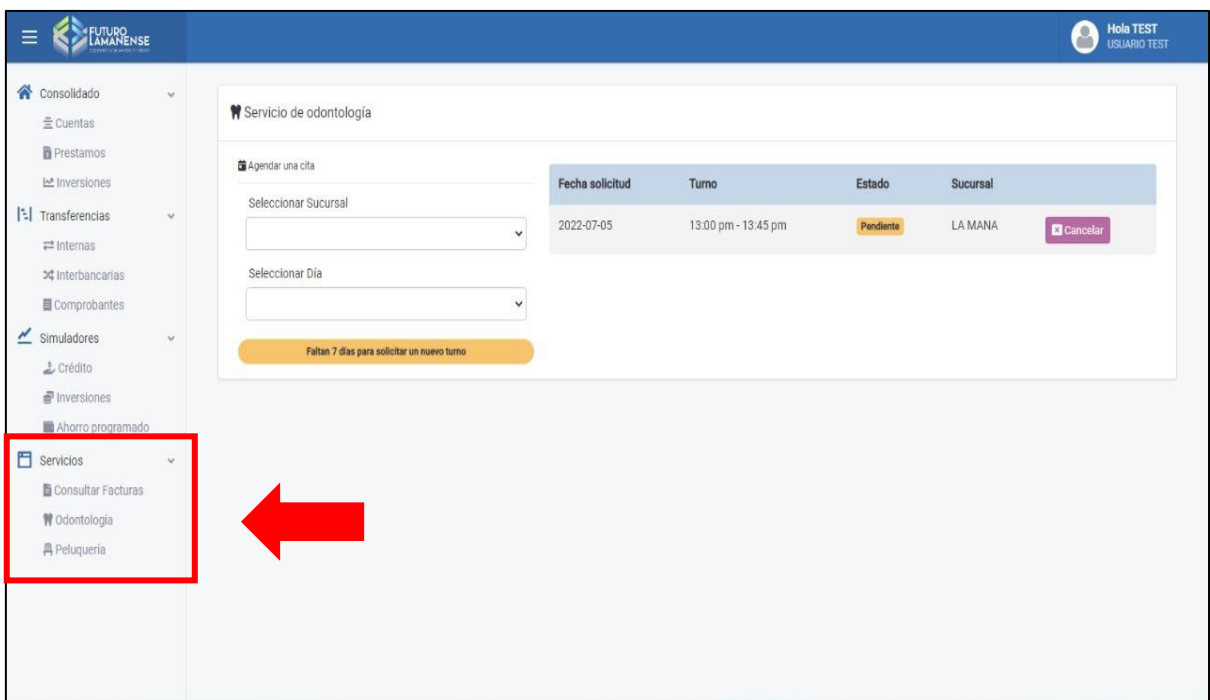 FUTURO
LAMANENSE
Hola TEST
USUARIO TEST
Consolidado
Cuentas
Prestamos
Inversiones
Transferencias
Internas
Interbancarias
Comprobantes
Simuladores
Crédito
Inversiones
Ahorro programado
Servicios
Consultar Facturas
Odontología
Peluquería
Servicio de odontología
Agendar una cita
Seleccionar Sucursal
Seleccionar Día
Faltan 7 días para solicitar un nuevo turno
Fecha solicitud Turno Estado Sucursal
2022-07-05 13:00 pm - 13:45 pm Pendiente LA MANA Cancelar